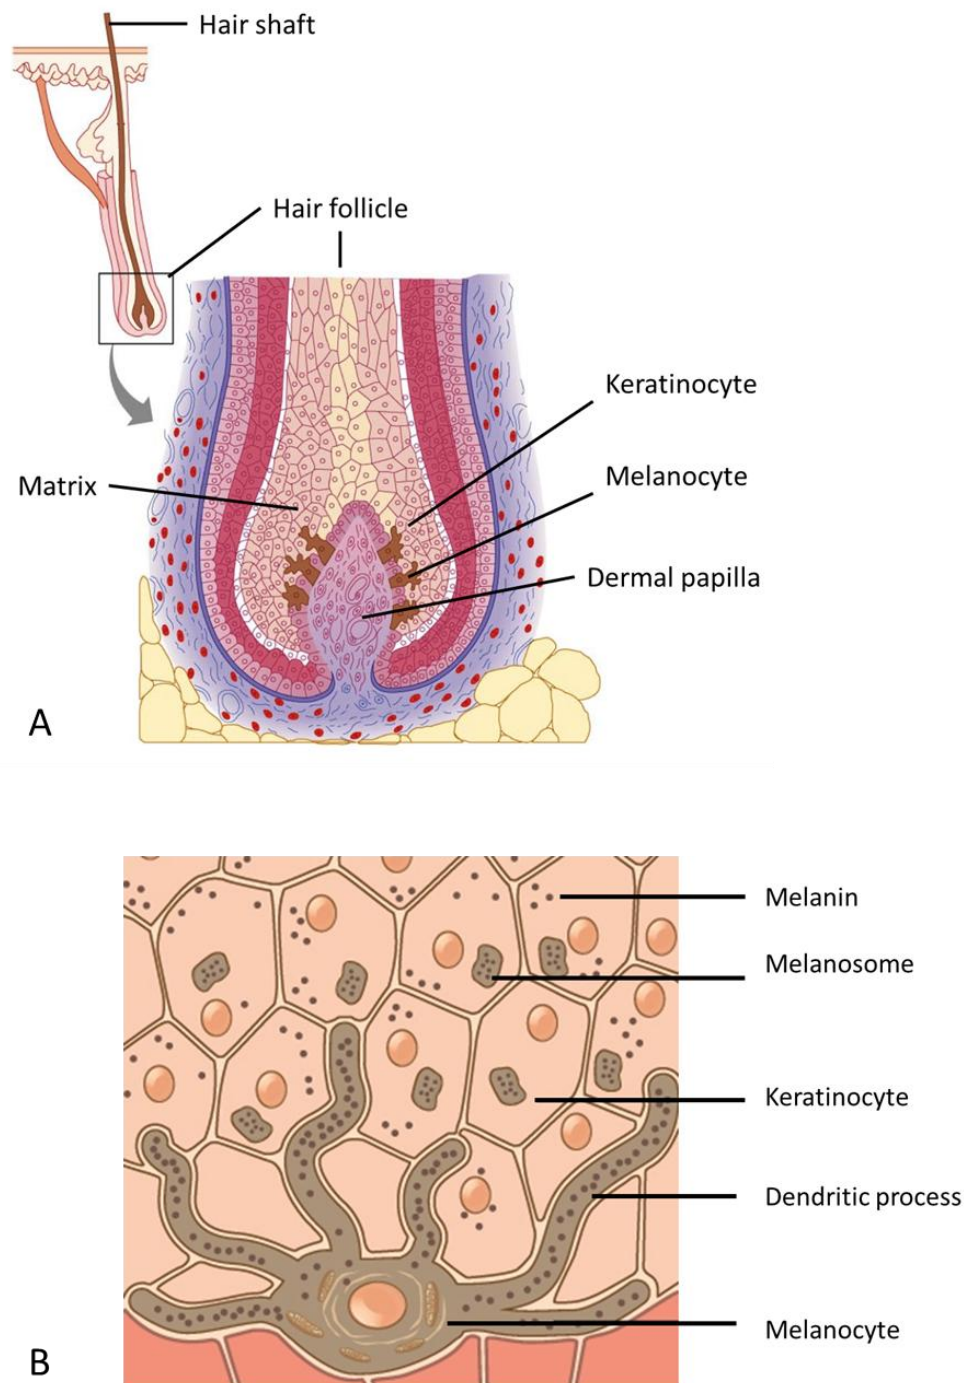 Hair shaft
Hair follicle
Keratinocyte
Matrix
Melanocyte
Dermal papilla
A
Melanin
Melanosome
Keratinocyte
Dendritic process
Melanocyte
B